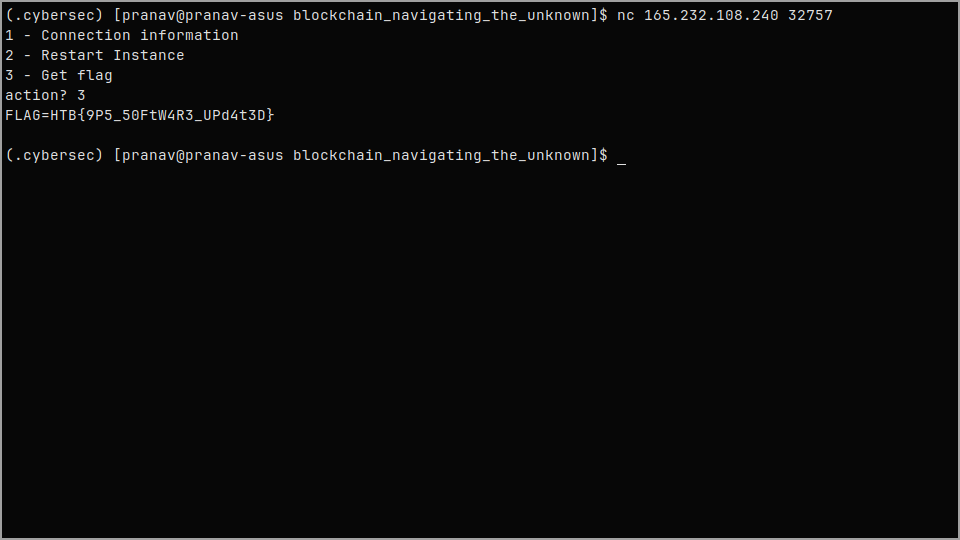 (.cybersec) [pranav@pranav-asus blockchain_navigating_the_unknown]$ nc 165.232.108.240 32757
1 - Connection information
2 - Restart Instance
3 - Get flag
action? 3
FLAG=HTB{9P5_50FtW4R3_UPd4t3D}
(.cybersec) [pranav@pranav-asus blockchain_navigating_the_unknown]$ _